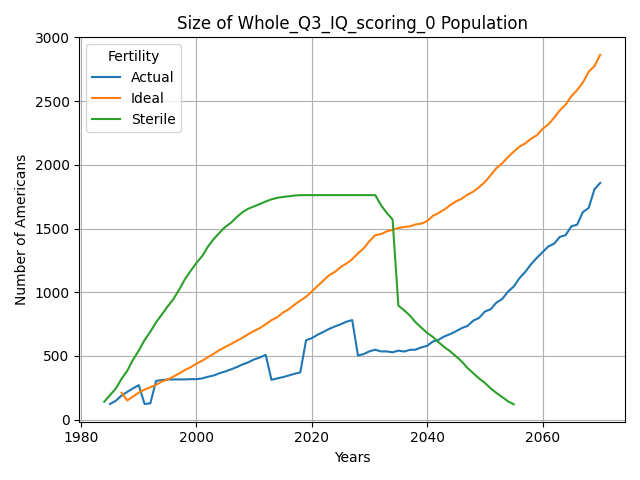 Size of Whole_Q3_IQ_scoring_0 Population
Number of Americans
3000
2500
2000
1500
1000
500
0
Fertility
Actual
Ideal
Sterile
1980
2000
2020
2040
2060
Years